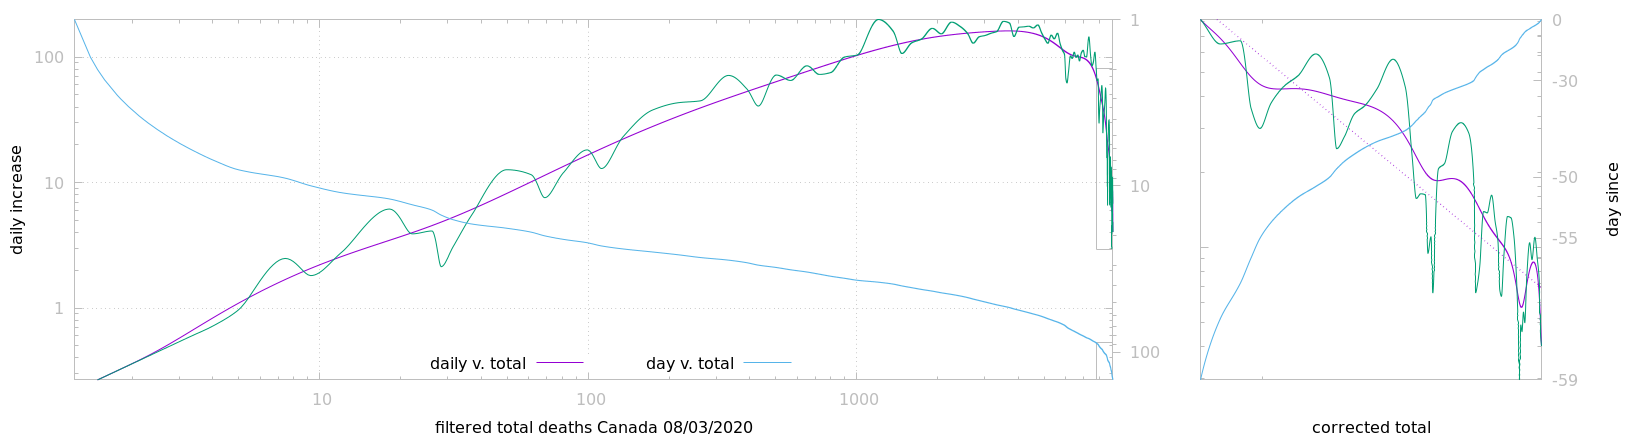 100
10
1
daily increase
10
100
1000
1
10
100
daily v. total
day v. total
filtered total deaths Canada 08/03/2020
0
-30
-50
-55
-59
day since
corrected total